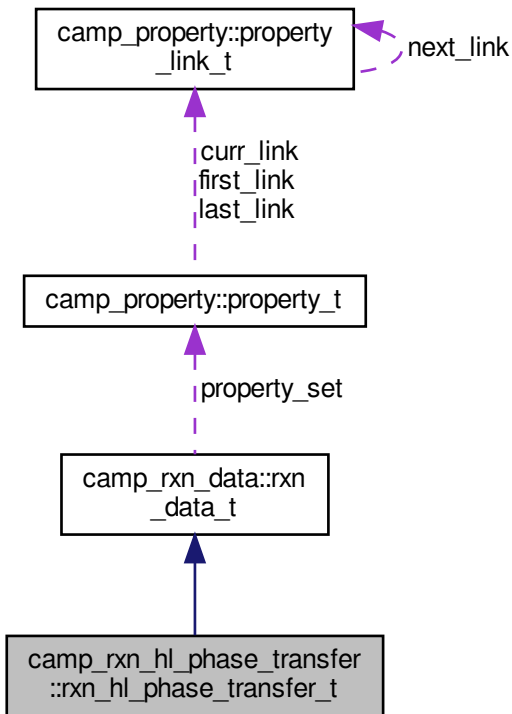 camp_property::property
_link_t
next_link
curr_link
first_link
last_link
camp_property::property_t
property_set
camp_rxn_data::rxn
_data_t
camp_rxn_hl_phase_transfer
::rxn_hl_phase_transfer_t